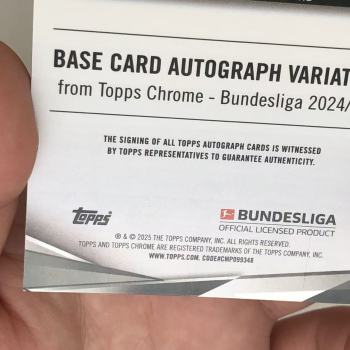 BASE CARD AUTOGRAPH VARIAT
from Topps Chrome - Bundesliga 2024/
THE SIGNING OF ALL TOPPS AUTOGRAPH CARDS IS WITNESSED
BY TOPPS REPRESENTATIVES TO GUARANTEE AUTHENTICITY.
topps
BUNDESLIGA
OFFICIAL LICENSED PRODUCT
® & © 2025 THE TOPPS COMPANY, INC. ALL RIGHTS RESERVED.
TOPPS AND TOPPS CHROME ARE REGISTERED TRADEMARKS OF THE TOPPS COMPANY, INC.
WWW.TOPPS.COM. CODE#CMP099348